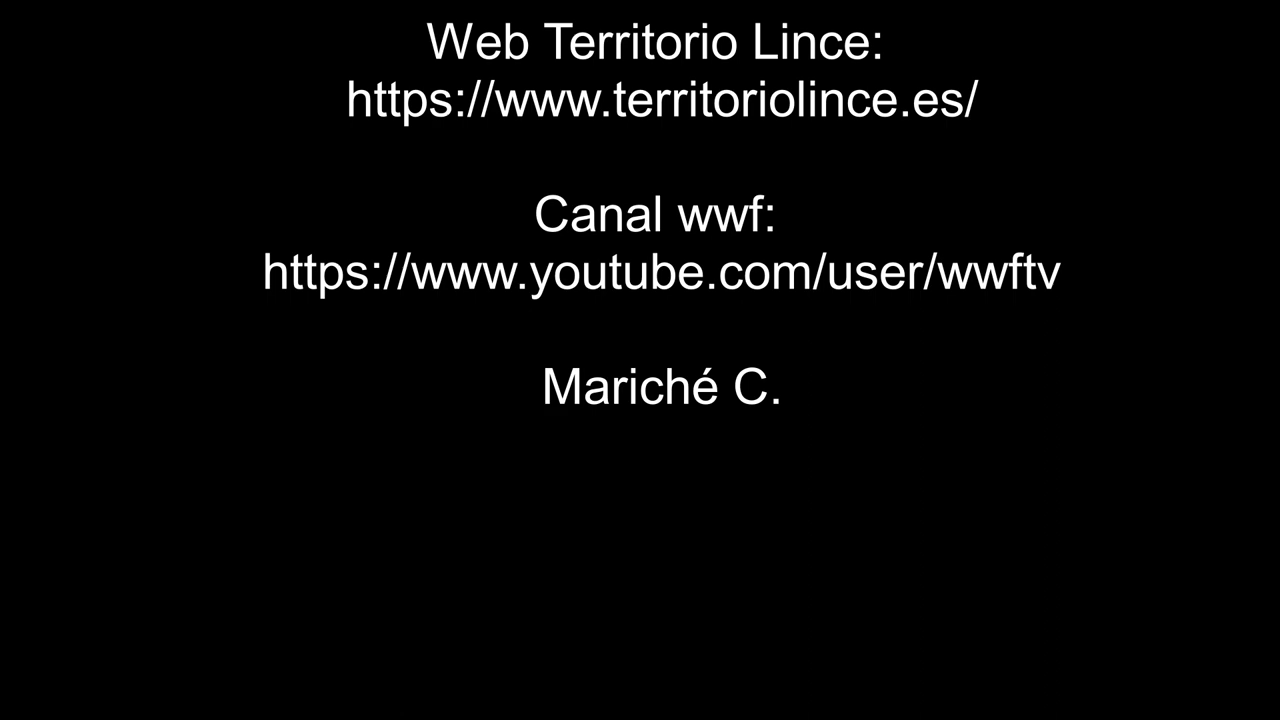 Web Territorio Lince:
https://www.territoriolince.es/
Canal wwf:
https://www.youtube.com/user/wwftv
Mariché C.